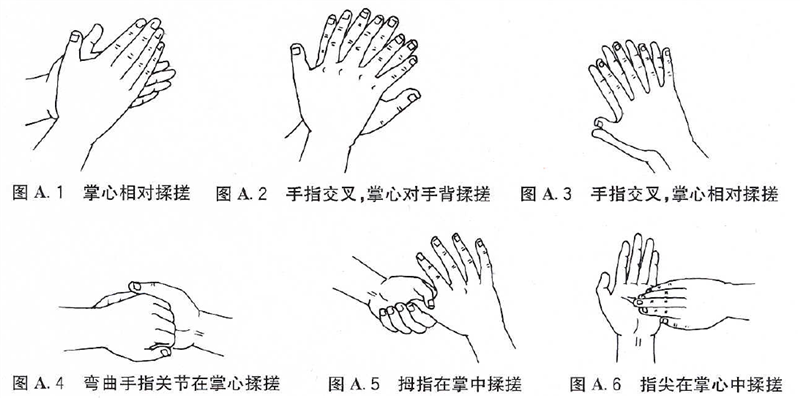 图 A.1 掌心相对揉搓
图 A.2 手指交叉,掌心对手背揉搓
图 A.3 手指交叉,掌心相对揉搓
图 A.4 弯曲手指关节在掌心揉搓
图 A.5 拇指在掌中揉搓
图 A.6 指尖在掌心中揉搓